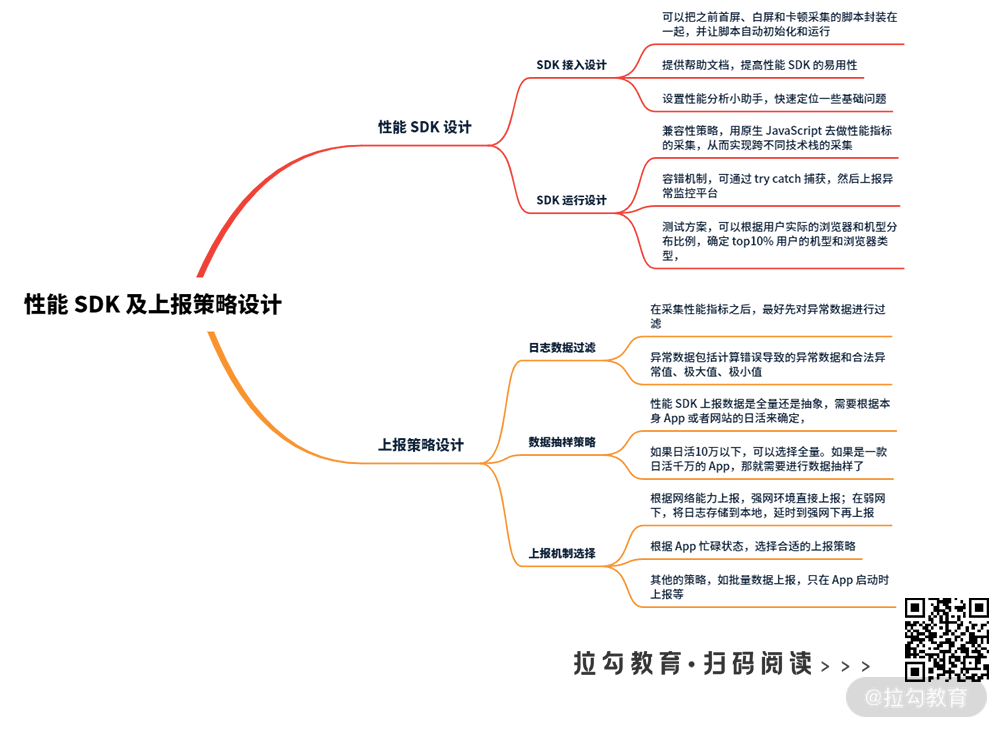 性能 SDK 及上报策略设计
性能 SDK 设计
SDK 接入设计
可以把之前首屏、白屏和卡顿采集的脚本封装在
一起，并让脚本自动初始化和运行
提供帮助文档，提高性能 SDK 的易用性
设置性能分析小助手，快速定位一些基础问题
SDK 运行设计
兼容性策略，用原生 JavaScript 去做性能指标
的采集，从而实现跨不同技术栈的采集
容错机制，可通过 try catch 捕获，然后上报异
常监控平台
测试方案，可以根据用户实际的浏览器和机型分
布比例，确定 top10% 用户的机型和浏览器类
型，
上报策略设计
日志数据过滤
在采集性能指标之后，最好先对异常数据进行过
滤
异常数据包括计算错误导致的异常数据和合法异
常值、极大值、极小值
数据抽样策略
性能 SDK 上报数据是全量还是抽象，需要根据本
身 App 或者网站的日活来确定，
如果日活10万以下，可以选择全量。如果是一款
日活千万的 App，那就需要进行数据抽样了
上报机制选择
根据网络能力上报，强网环境直接上报；在弱网
下，将日志存储到本地，延时到强网下再上报
根据 App 忙碌状态，选择合适的上报策略
其他的策略，如批量数据上报，只在 App 启动时
上报等
拉勾教育·扫码阅读 > > >
@拉勾教育